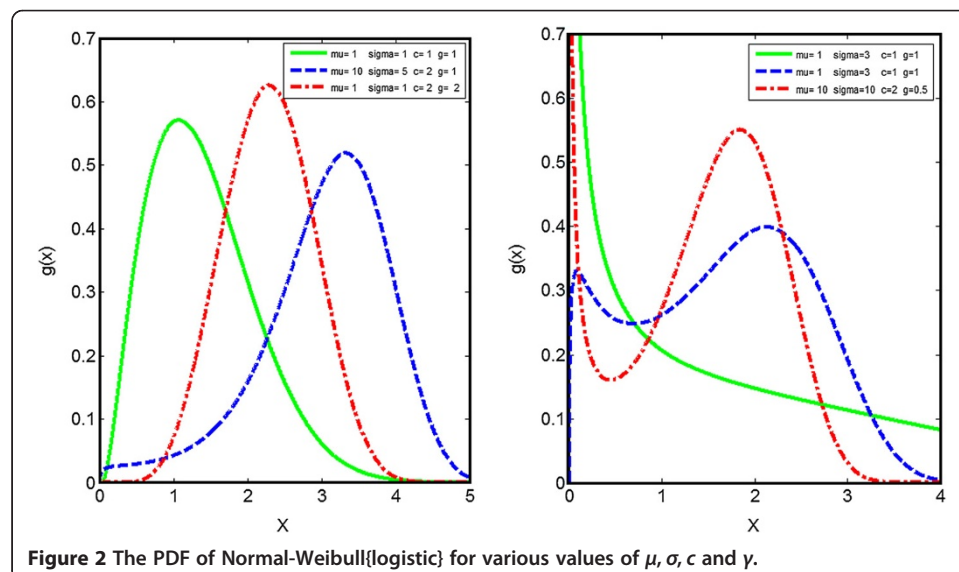 0.7
0.6
0.5
0.4
0.3
0.2
0.1
0
g(x)
0 1 2 3 4 5
X
mu= 1 sigma= 1 c= 1 g= 1
mu= 10 sigma= 5 c= 2 g= 1
mu= 1 sigma= 1 c= 2 g= 2
0.7
0.6
0.5
0.4
0.3
0.2
0.1
0
g(x)
0 1 2 3 4
X
mu= 1 sigma=3 c=1 g=1
mu= 1 sigma=3 c=1 g=1
mu= 10 sigma=10 c=2 g=0.5
Figure 2 The PDF of Normal-Weibull{logistic} for various values of μ, σ, c and γ.